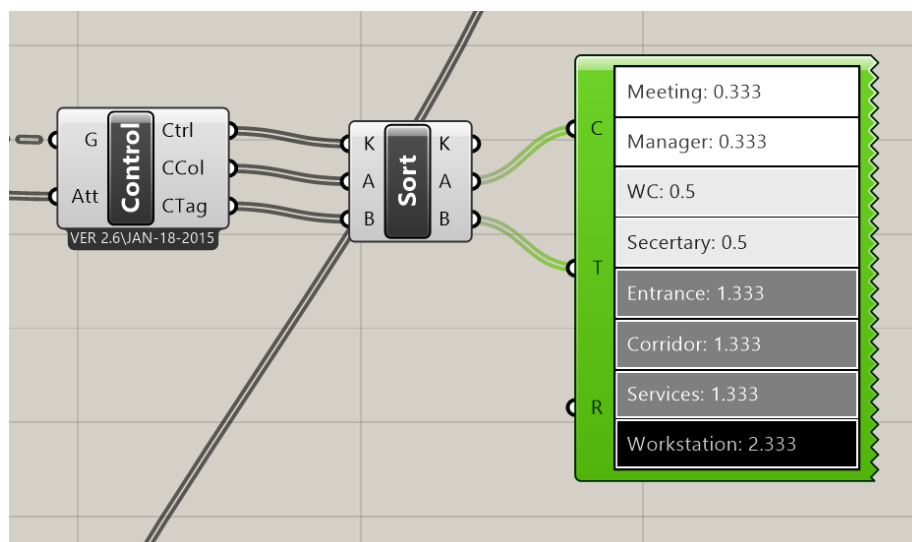 G
Att
Control
Ctrl
CCol
CTag
VER 2.6\JAN-18-2015
K
A
B
Sort
K
A
B
C
T
R
Meeting: 0.333
Manager: 0.333
WC: 0.5
Secertary: 0.5
Entrance: 1.333
Corridor: 1.333
Services: 1.333
Workstation: 2.333